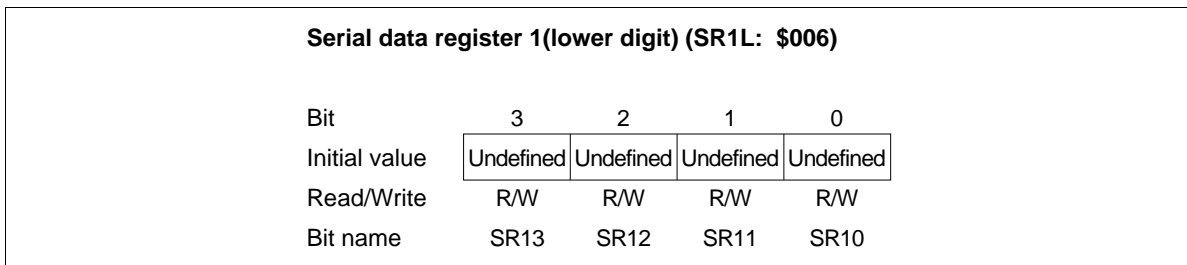 Serial data register 1(lower digit) (SR1L: $006)
Bit 3 2 1 0
Initial value Undefined Undefined Undefined Undefined
Read/Write R/W R/W R/W R/W
Bit name SR13 SR12 SR11 SR10